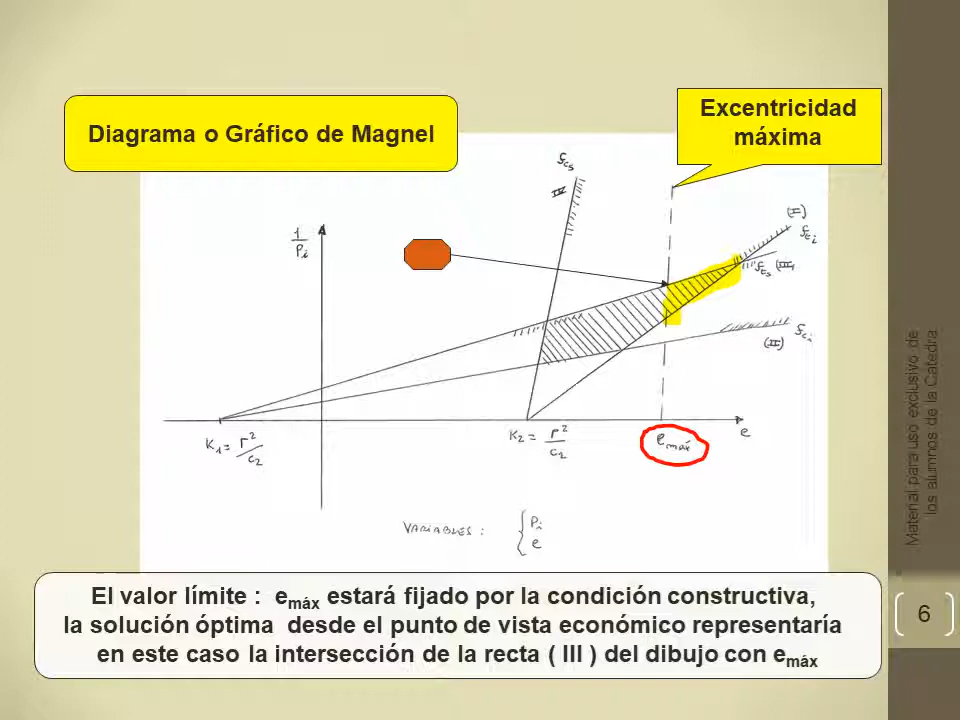 Diagrama o Gráfico de Magnel
Excentricidad
máxima
IV
1
Pi
(I)
K1 = r²/c2
K2 = r²/c2
emáx
e
(II)
VARIABLES : { Pi
e
El valor límite : emáx estará fijado por la condición constructiva,
la solución óptima desde el punto de vista económico representaría
en este caso la intersección de la recta ( III ) del dibujo con emáx
Material para uso exclusivo de
los alumnos de la Catedra
6